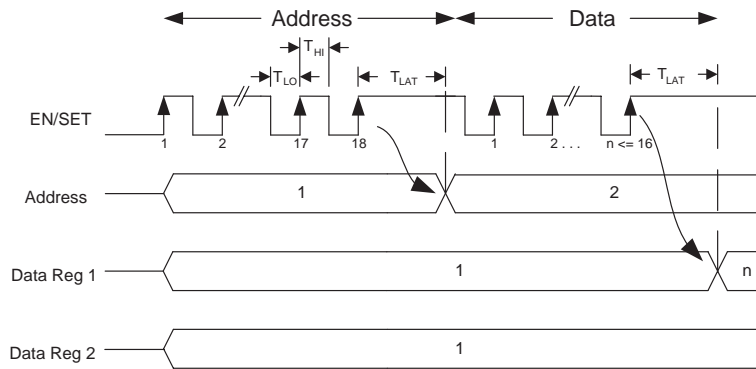 Address Data
T_HI
T_LO T_LAT T_LAT
EN/SET
1 2 17 18 1 2 . . . n <= 16
Address 1 2
Data Reg 1 1 n
Data Reg 2 1